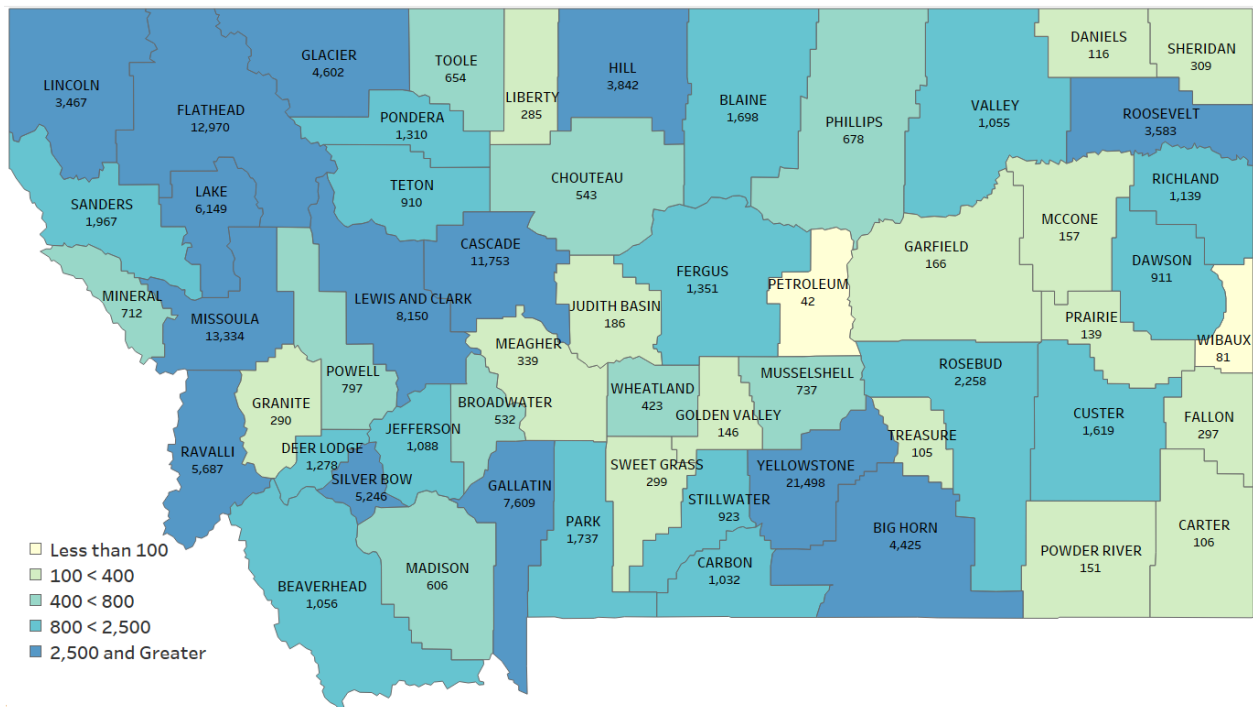 LINCOLN
3,467
FLATHEAD
12,970
GLACIER
4,602
TOOLE
654
LIBERTY
285
HILL
3,842
BLAINE
1,698
PHILLIPS
678
VALLEY
1,055
DANIELS
116
SHERIDAN
309
ROOSEVELT
3,583
PONDERA
1,310
TETON
910
CHOUTEAU
543
SANDERS
1,967
LAKE
6,149
CASCADE
11,753
FERGUS
1,351
PETROLEUM
42
GARFIELD
166
MCCONE
157
RICHLAND
1,139
DAWSON
911
MINERAL
712
MISSOULA
13,334
LEWIS AND CLARK
8,150
JUDITH BASIN
186
PRAIRIE
139
WIBAUX
81
POWELL
797
MEAGHER
339
WHEATLAND
423
GOLDEN VALLEY
146
MUSSELSHELL
737
ROSEBUD
2,258
CUSTER
1,619
FALLON
297
GRANITE
290
BROADWATER
532
RAVALLI
5,687
DEER LODGE
1,278
JEFFERSON
1,088
SILVER BOW
5,246
GALLATIN
7,609
SWEET GRASS
299
STILLWATER
923
YELLOWSTONE
21,498
TREASURE
105
PARK
1,737
BIG HORN
4,425
CARTER
106
POWDER RIVER
151
CARBON
1,032
MADISON
606
BEAVERHEAD
1,056
Less than 100
100 < 400
400 < 800
800 < 2,500
2,500 and Greater